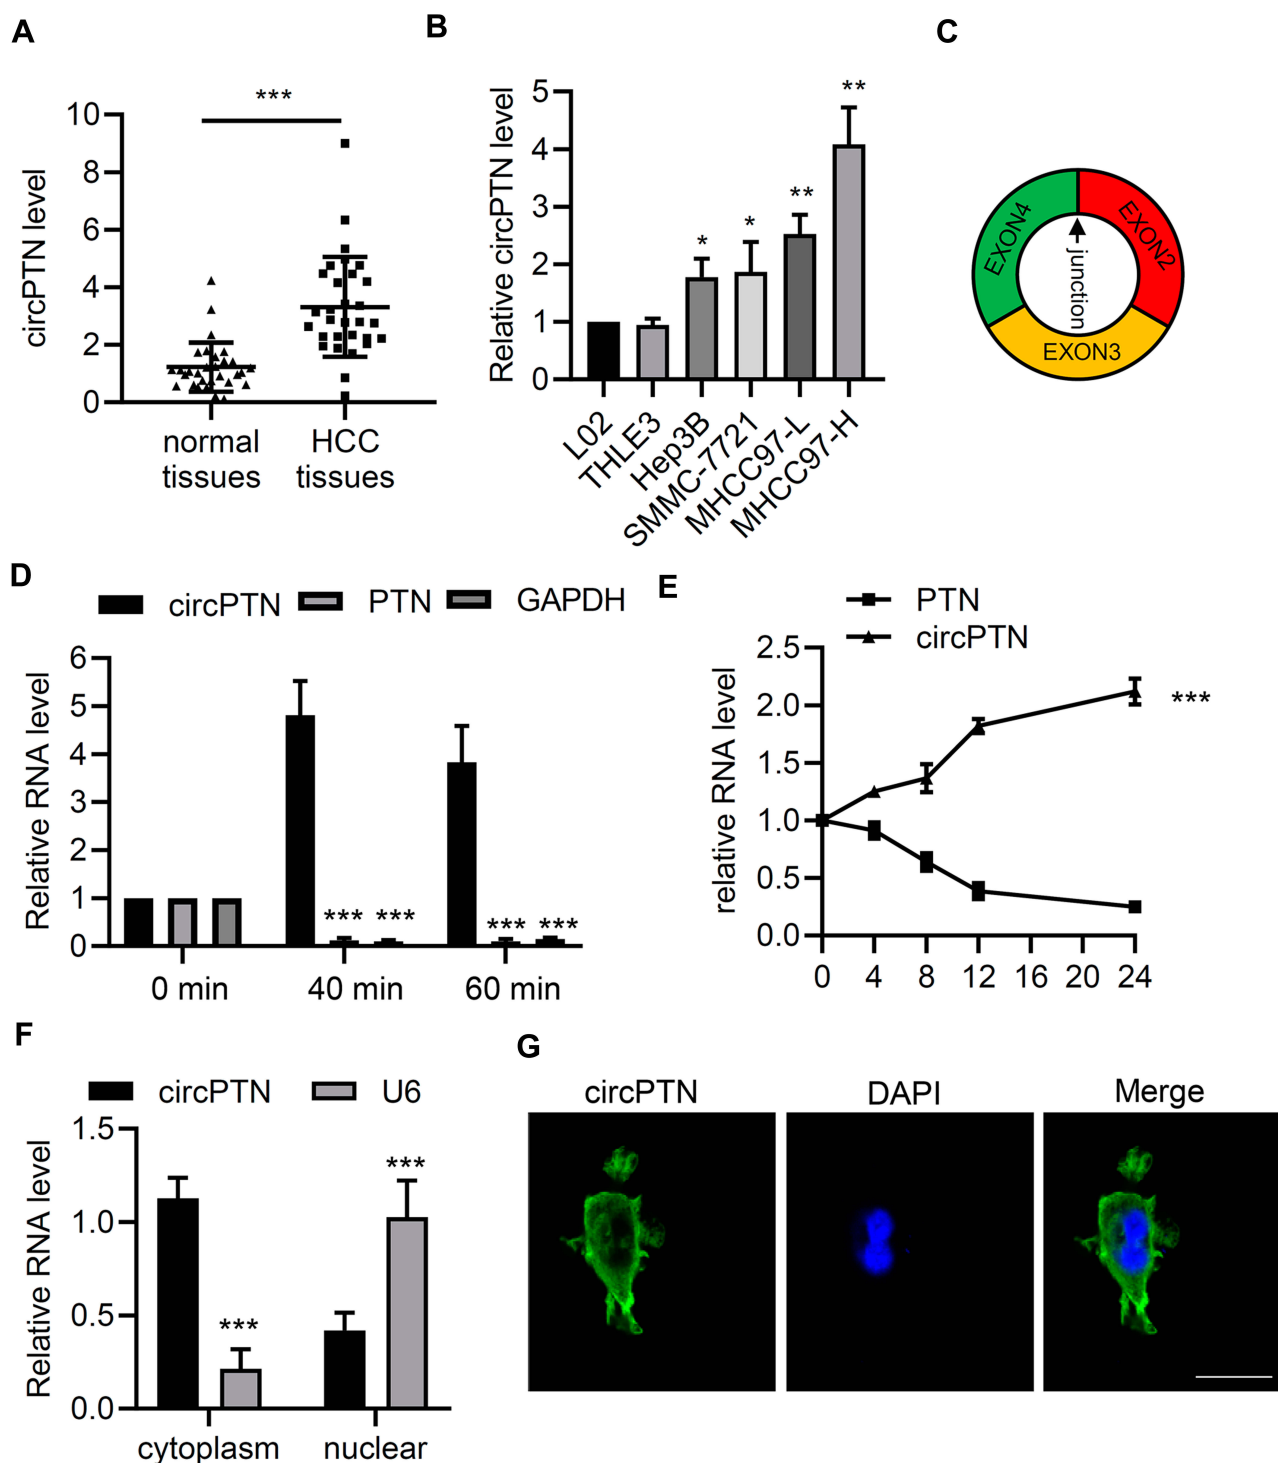 A
circPTN level
10
8
6
4
2
0
***
normal
tissues
HCC
tissues
B
Relative circPTN level
5
4
3
2
1
0
*
*
**
**
L02
THLE3
Hep3B
SMMC-7721
MHCC97-L
MHCC97-H
C
EXON4
EXON2
EXON3
junction
D
circPTN
PTN
GAPDH
Relative RNA level
6
5
4
3
2
1
0
*** ***
*** ***
0 min
40 min
60 min
E
PTN
circPTN
relative RNA level
2.5
2.0
1.5
1.0
0.5
0.0
***
0 4 8 12 16 20 24
F
circPTN
U6
Relative RNA level
1.5
1.0
0.5
0.0
***
***
cytoplasm
nuclear
G
circPTN
DAPI
Merge